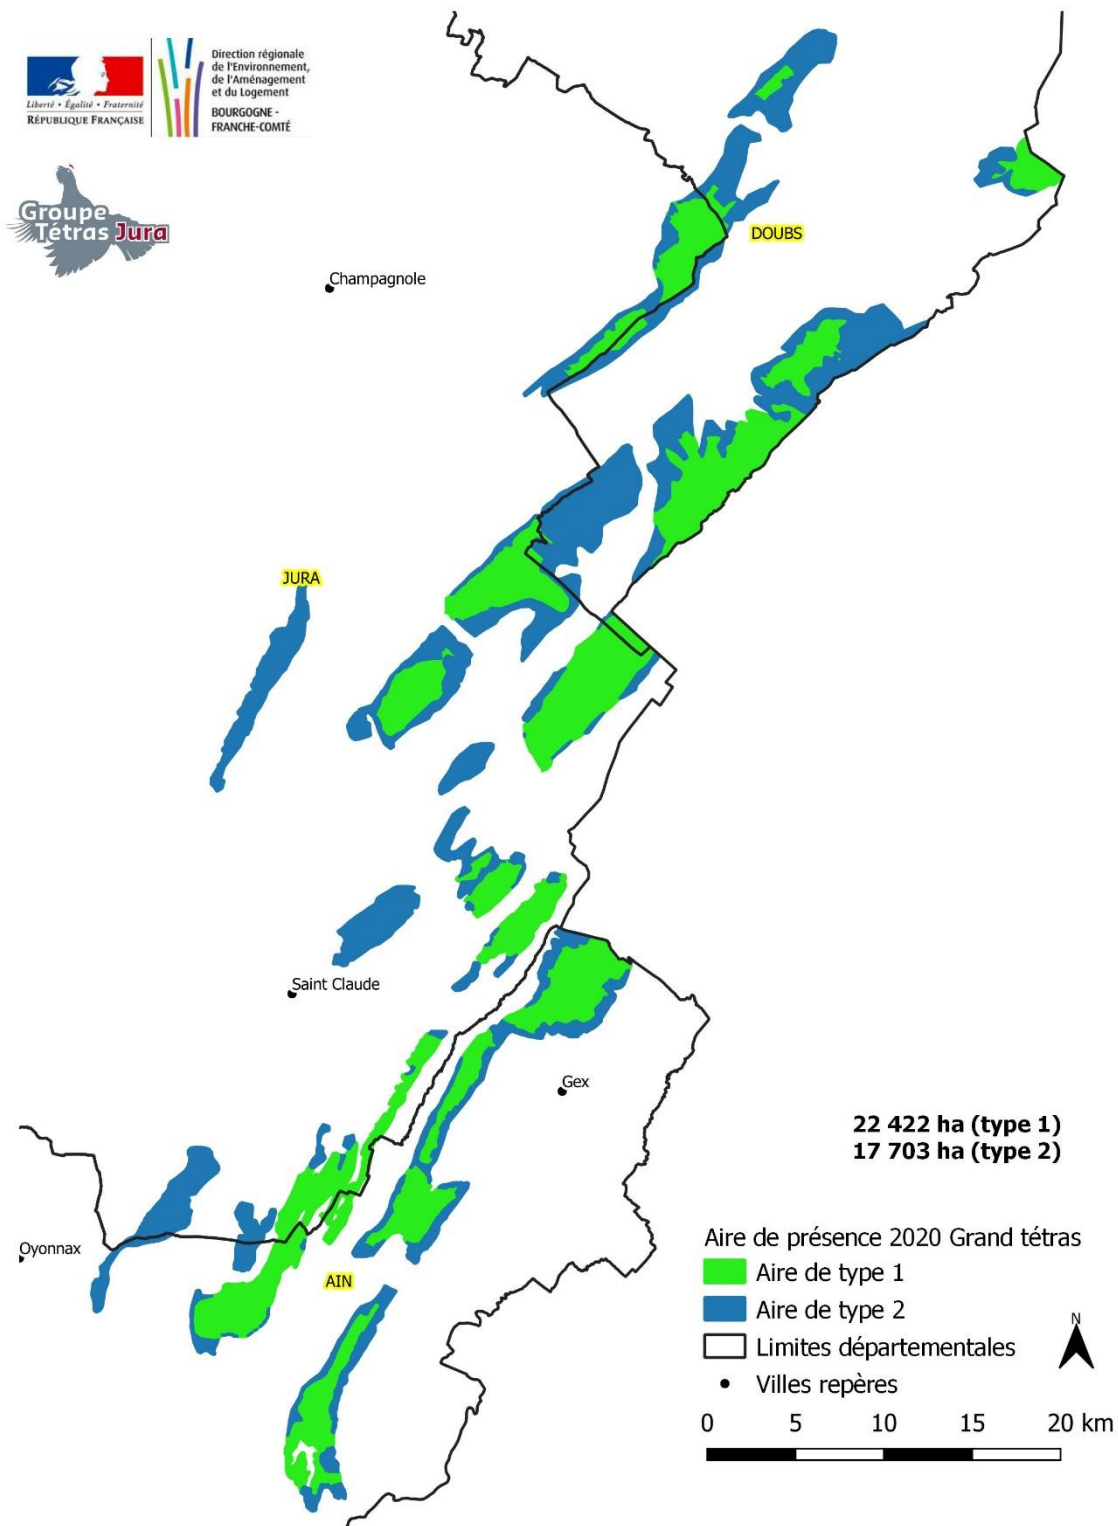 Liberté • Égalité • Fraternité
RÉPUBLIQUE FRANÇAISE
Direction régionale
de l'Environnement,
de l'Aménagement
et du Logement
BOURGOGNE -
FRANCHE-COMTÉ
Groupe
Tétras Jura
DOUBS
Champagnole
JURA
Saint Claude
Gex
Oyonnax
AIN
22 422 ha (type 1)
17 703 ha (type 2)
Aire de présence 2020 Grand tétras
Aire de type 1
Aire de type 2
Limites départementales
Villes repères
N
0 5 10 15 20 km